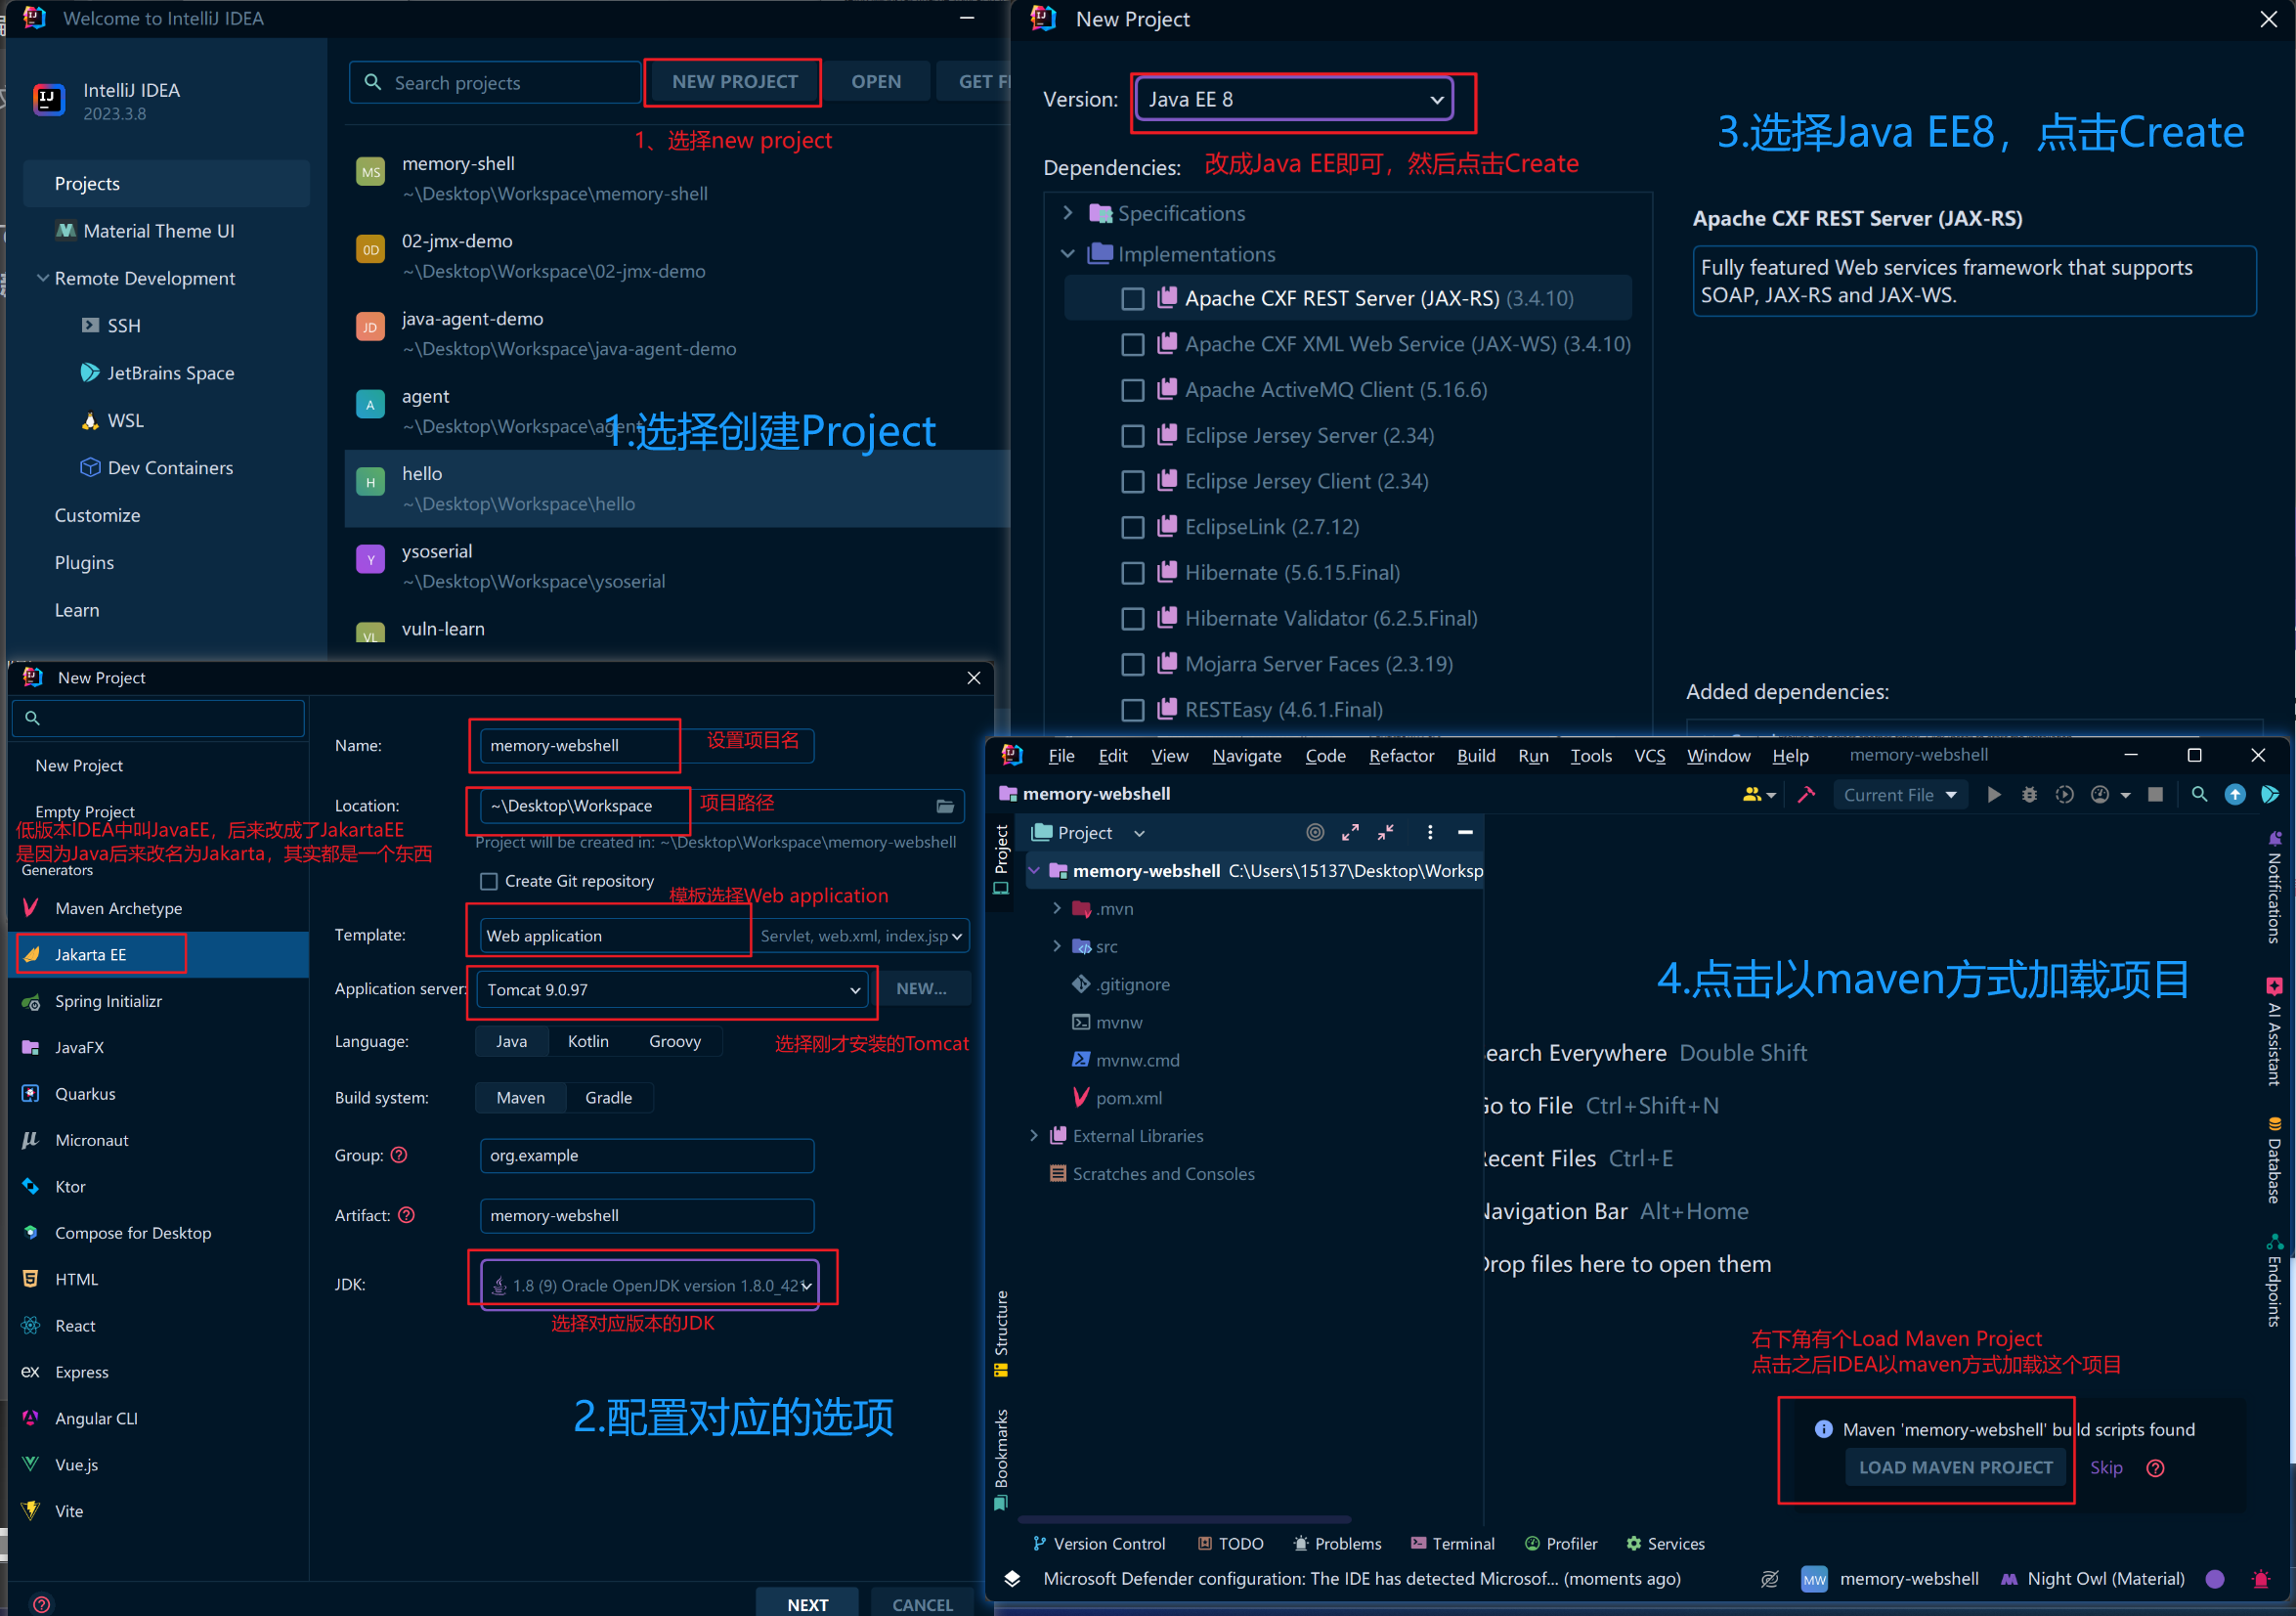 Welcome to IntelliJ IDEA
IntelliJ IDEA
2023.3.8
Projects
Material Theme UI
Remote Development
SSH
JetBrains Space
WSL
Dev Containers
Customize
Plugins
Learn
Search projects
NEW PROJECT
OPEN
1、选择new project
MS
memory-shell
~\Desktop\Workspace\memory-shell
0D
02-jmx-demo
~\Desktop\Workspace\02-jmx-demo
JD
java-agent-demo
~\Desktop\Workspace\java-agent-demo
A
agent
~\Desktop\Workspace\agent
1.选择创建Project
H
hello
~\Desktop\Workspace\hello
Y
ysoserial
~\Desktop\Workspace\ysoserial
VL
vuln-learn
New Project
Version:
Java EE 8
3.选择Java EE8，点击Create
Dependencies:
改成Java EE即可，然后点击Create
Specifications
Implementations
Apache CXF REST Server (JAX-RS) (3.4.10)
Apache CXF XML Web Service (JAX-WS) (3.4.10)
Apache ActiveMQ Client (5.16.6)
Eclipse Jersey Server (2.34)
Eclipse Jersey Client (2.34)
EclipseLink (2.7.12)
Hibernate (5.6.15.Final)
Hibernate Validator (6.2.5.Final)
Mojarra Server Faces (2.3.19)
RESTEasy (4.6.1.Final)
Apache CXF REST Server (JAX-RS)
Fully featured Web services framework that supports
SOAP, JAX-RS and JAX-WS.
Added dependencies:
New Project
New Project
Empty Project
低版本IDEA中叫JavaEE，后来改成了JakartaEE
是因为Java后来改名为Jakarta，其实都是一个东西
Generators
Maven Archetype
Jakarta EE
Spring Initializr
JavaFX
Quarkus
Micronaut
Ktor
Compose for Desktop
HTML
React
ex Express
Angular CLI
Vue.js
Vite
Name:
memory-webshell
设置项目名
Location:
~\Desktop\Workspace
项目路径
Project will be created in: ~\Desktop\Workspace\memory-webshell
Create Git repository
模板选择Web application
Template:
Web application
Servlet, web.xml, index.jsp
Application server:
Tomcat 9.0.97
NEW...
Language:
Java Kotlin Groovy
选择刚才安装的Tomcat
Build system:
Maven Gradle
Group:
org.example
Artifact:
memory-webshell
JDK:
1.8 (9) Oracle OpenJDK version 1.8.0_421
选择对应版本的JDK
2.配置对应的选项
NEXT
CANCEL
File Edit View Navigate Code Refactor Build Run Tools VCS Window Help memory-webshell
memory-webshell
Current File
Project
Project
memory-webshell C:\Users\15137\Desktop\Worksp
.mvn
src
.gitignore
mvnw
mvnw.cmd
pom.xml
External Libraries
Scratches and Consoles
Structure
Bookmarks
4.点击以maven方式加载项目
Search Everywhere Double Shift
Go to File Ctrl+Shift+N
Recent Files Ctrl+E
Navigation Bar Alt+Home
Drop files here to open them
Notifications
AI Assistant
Database
Endpoints
右下角有个Load Maven Project
点击之后IDEA以maven方式加载这个项目
Maven 'memory-webshell' build scripts found
LOAD MAVEN PROJECT
Skip
Version Control TODO Problems Terminal Profiler Services
Microsoft Defender configuration: The IDE has detected Microsof... (moments ago)
MW memory-webshell
Night Owl (Material)